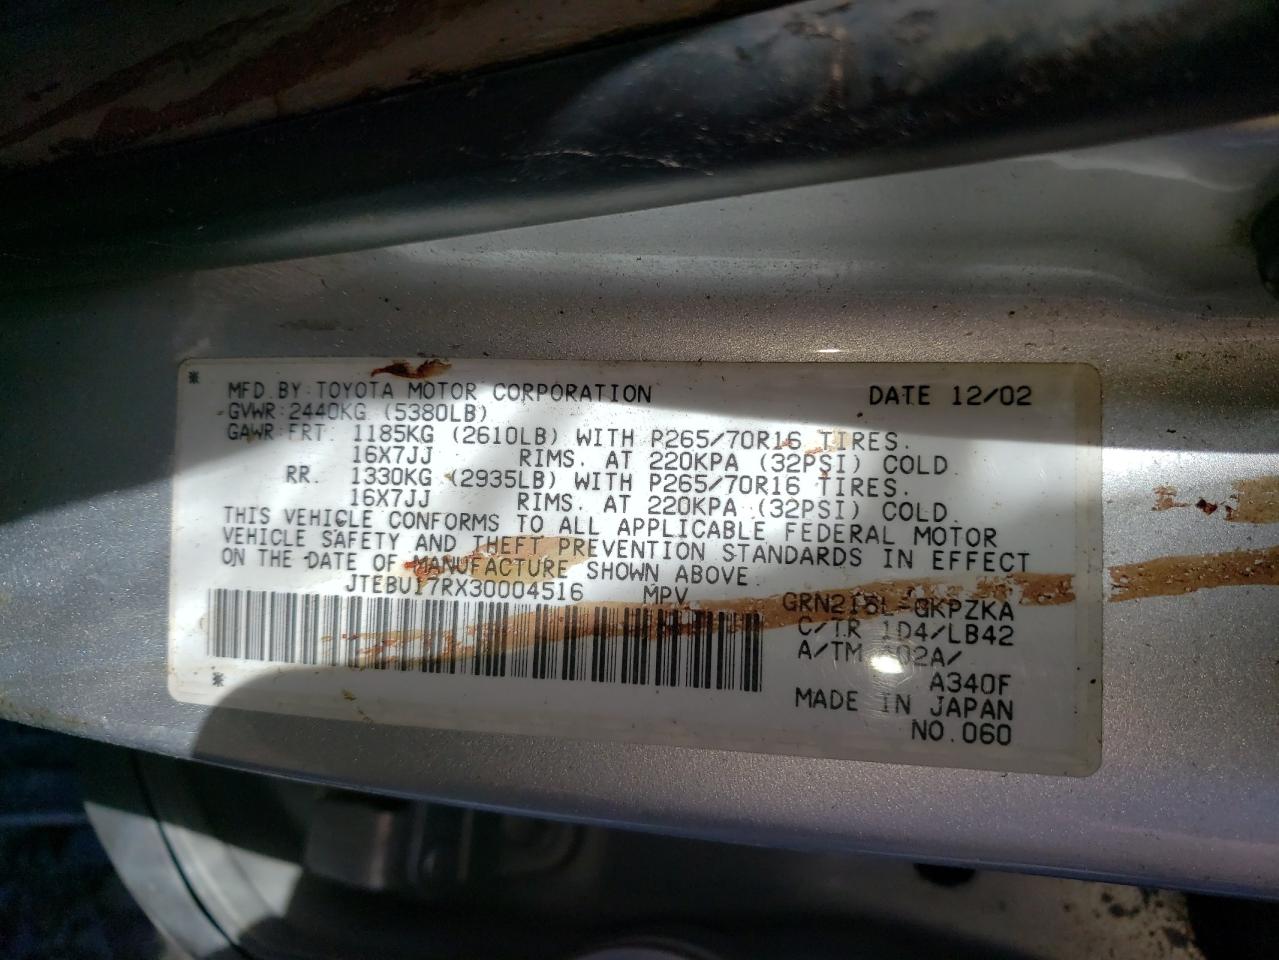 ※
MFD.BY:TOYOTA MOTOR CORPORATION DATE 12/02
GVWR:2440KG (5380LB)
GAWR:FRT. 1185KG (2610LB) WITH P265/70R16 TIRES.
16X7JJ RIMS. AT 220KPA (32PSI) COLD.
RR. 1330KG (2935LB) WITH P265/70R16 TIRES.
16X7JJ RIMS. AT 220KPA (32PSI) COLD.
THIS VEHICLE CONFORMS TO ALL APPLICABLE FEDERAL MOTOR
VEHICLE SAFETY AND THEFT PREVENTION STANDARDS IN EFFECT
ON THE DATE OF MANUFACTURE SHOWN ABOVE
JTEBU17RX30004516 MPV
GRN215L-GKPZKA
C/TR 1D4/LB42
A/TM
A340F
※
MADE IN JAPAN
NO.060